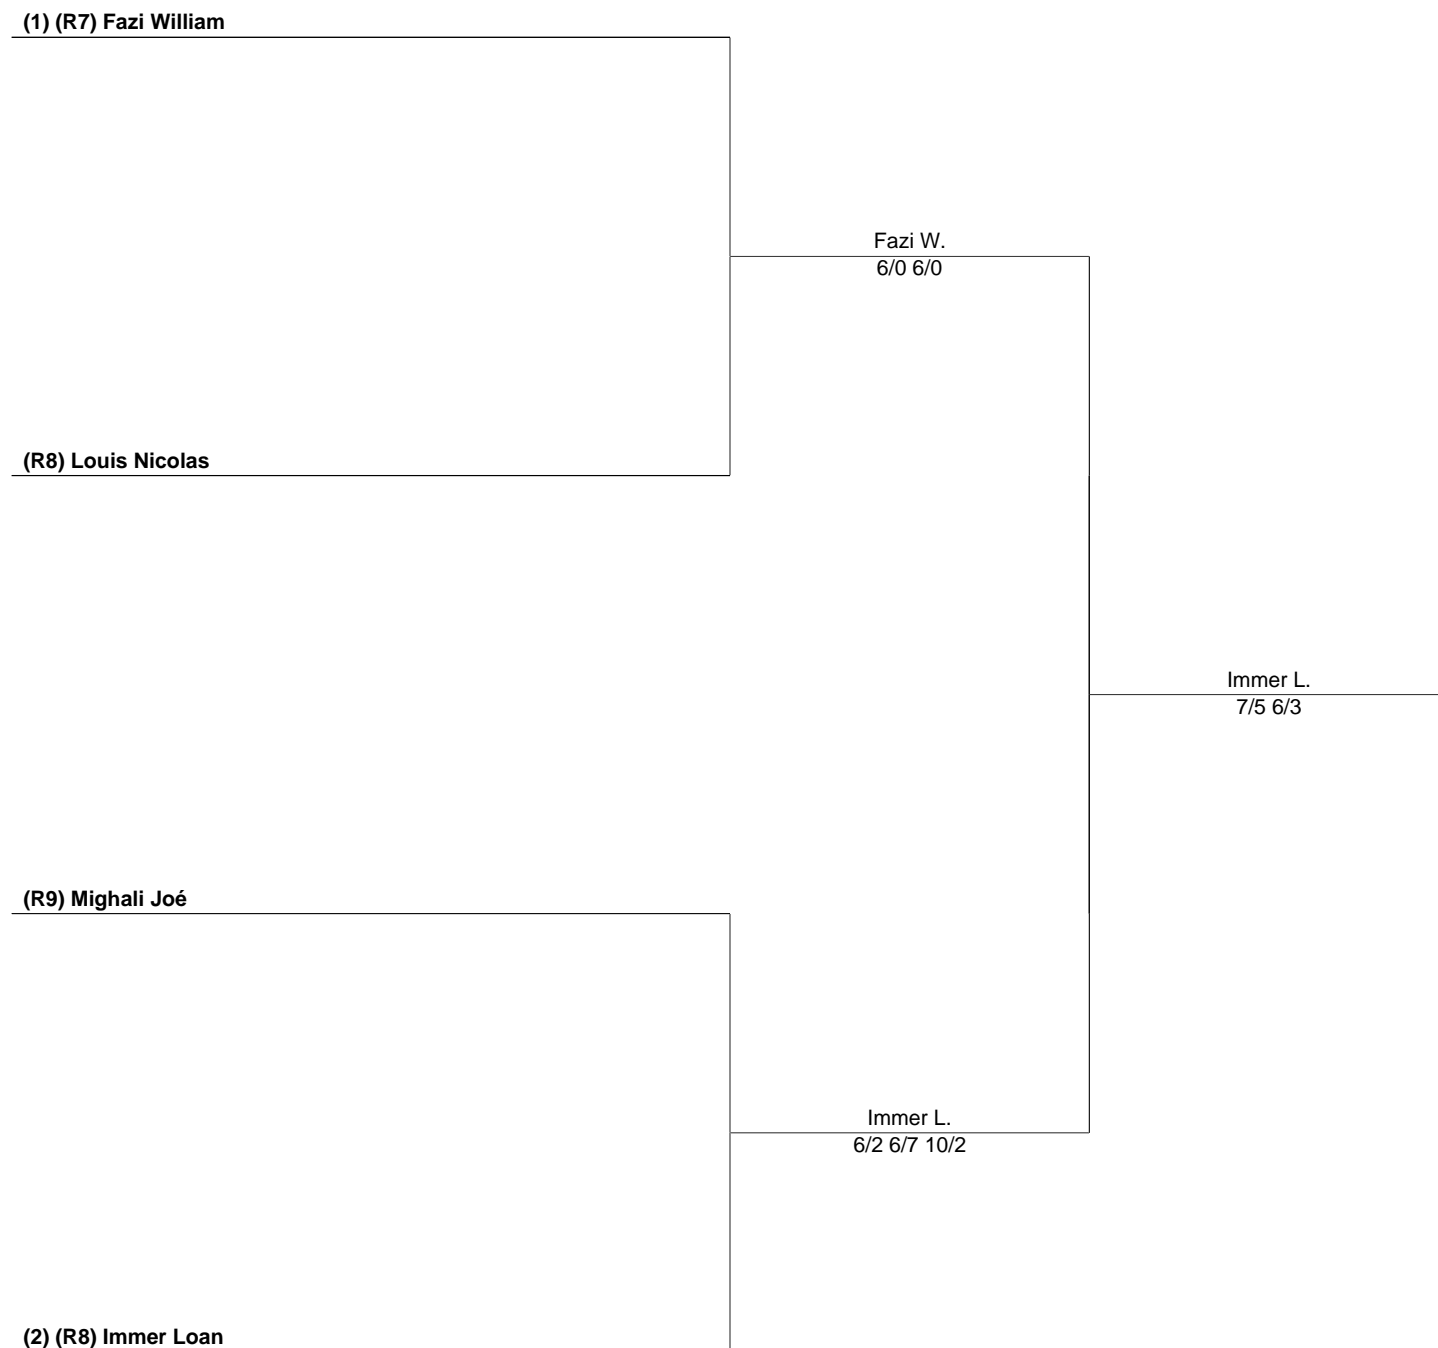 (1) (R7) Fazi William
Fazi W.
6/0 6/0
(R8) Louis Nicolas
Immer L.
7/5 6/3
(R9) Mighali Joé
Immer L.
6/2 6/7 10/2
(2) (R8) Immer Loan